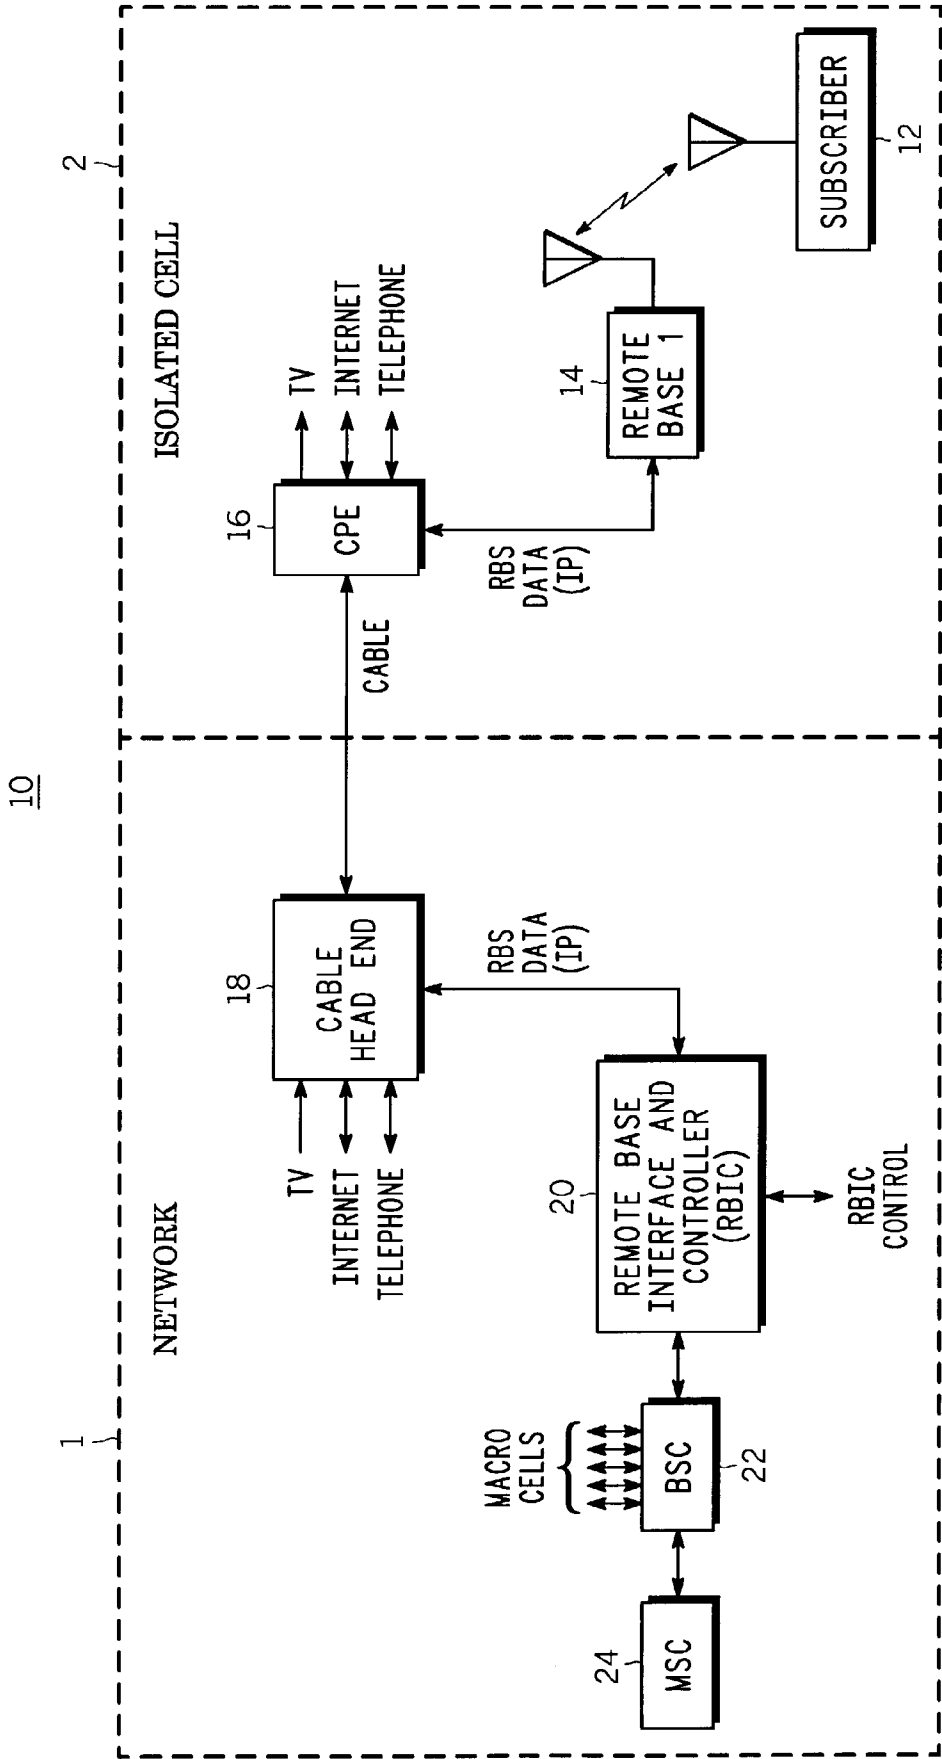 10
1
2
NETWORK
ISOLATED CELL
TV
INTERNET
TELEPHONE
18
CABLE
HEAD END
CABLE
16
CPE
TV
INTERNET
TELEPHONE
RBS
DATA
(IP)
RBS
DATA
(IP)
MACRO
CELLS
24
MSC
BSC
22
20
REMOTE BASE
INTERFACE AND
CONTROLLER
(RBIC)
RBIC
CONTROL
14
REMOTE
BASE 1
SUBSCRIBER
12